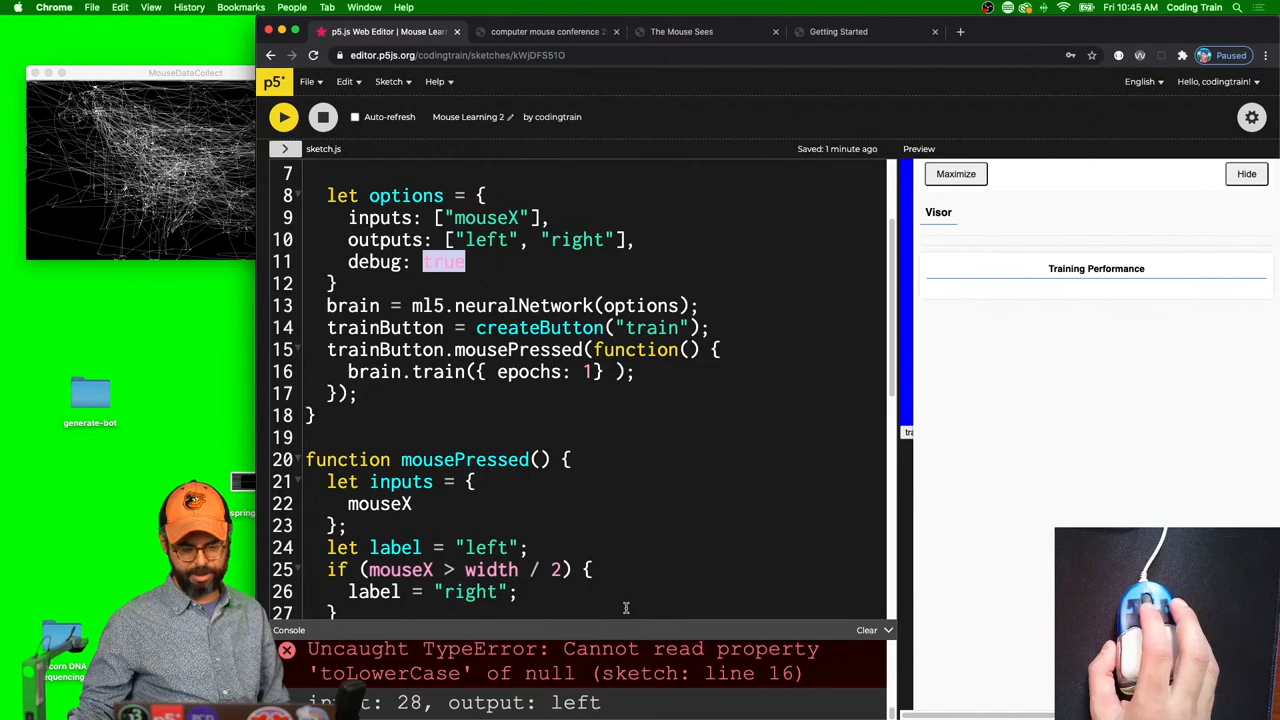 Chrome File Edit View History Bookmarks People Tab Window Help
Fri 10:45 AM Coding Train
MouseDataCollect
p5.js Web Editor | Mouse Lear
computer mouse conference 2
The Mouse Sees
Getting Started
editor.p5js.org/codingtrain/sketches/kWjDFS51O
Paused
p5* File Edit Sketch Help
English Hello, codingtrain!
Auto-refresh Mouse Learning 2 by codingtrain
sketch.js Saved: 1 minute ago Preview
7
8 let options = {
9 inputs: ["mouseX"],
10 outputs: ["left", "right"],
11 debug: true
12 }
13 brain = ml5.neuralNetwork(options);
14 trainButton = createButton("train");
15 trainButton.mousePressed(function() {
16 brain.train({ epochs: 1} );
17 });
18 }
19
20 function mousePressed() {
21 let inputs = {
22 mouseX
23 };
24 let label = "left";
25 if (mouseX > width / 2) {
26 label = "right";
27 }
Console Clear
Uncaught TypeError: Cannot read property
'toLowerCase' of null (sketch: line 16)
input: 28, output: left
Maximize Hide
Visor
Training Performance
generate-bot